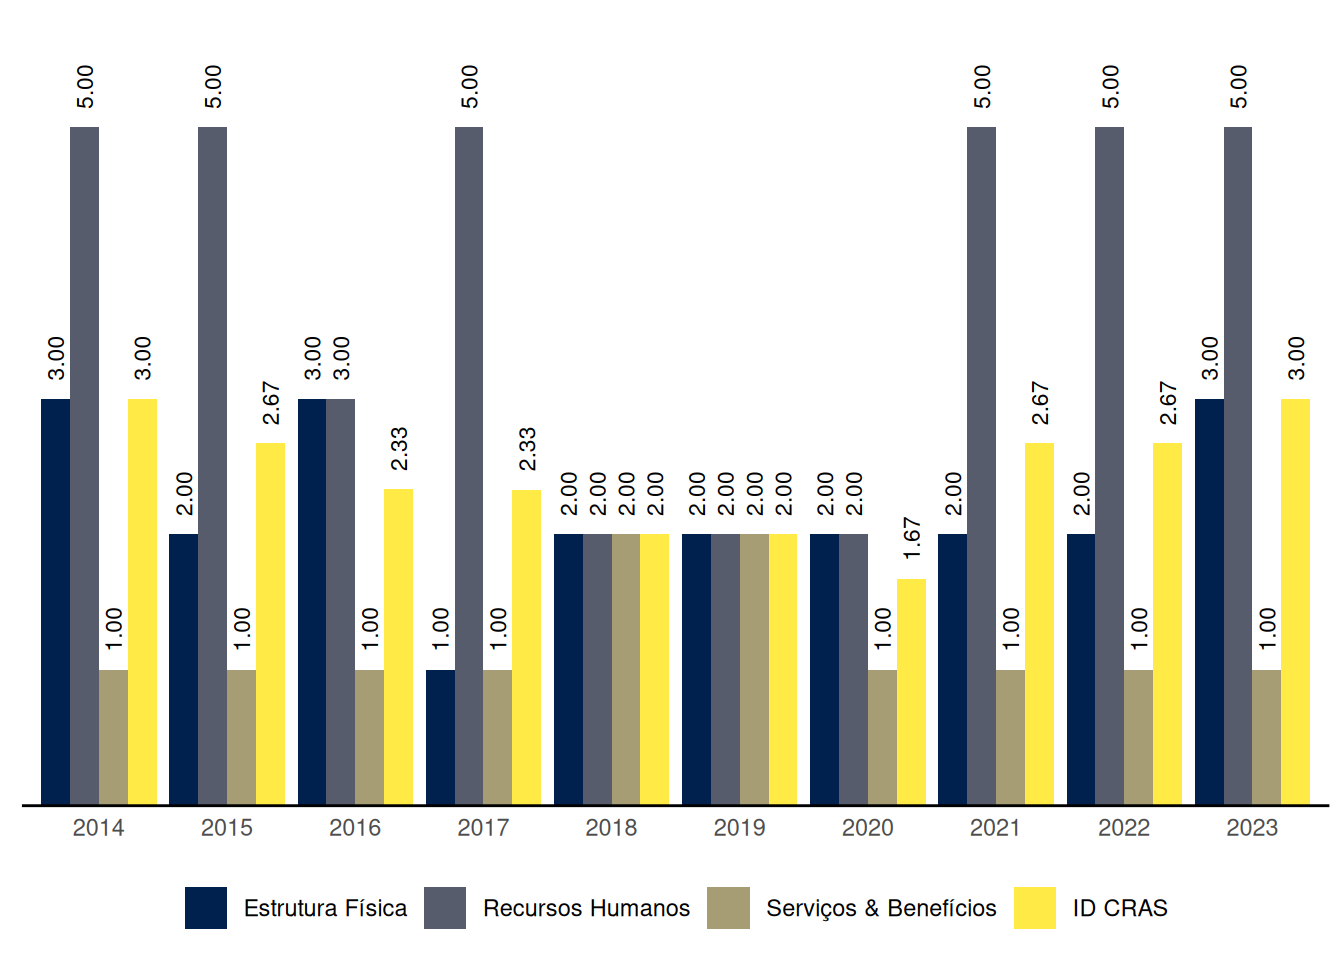 5.00 5.00 5.00 5.00 5.00 5.00
3.00 3.00 3.00 3.00 3.00 3.00
2.67 2.67 2.67
2.33 2.33
2.00 2.00 2.00 2.00 2.00 2.00 2.00 2.00 2.00 2.00 2.00 2.00 2.00
1.67
1.00 1.00 1.00 1.00 1.00 1.00 1.00 1.00 1.00
2014 2015 2016 2017 2018 2019 2020 2021 2022 2023
Estrutura Física Recursos Humanos Serviços & Benefícios ID CRAS